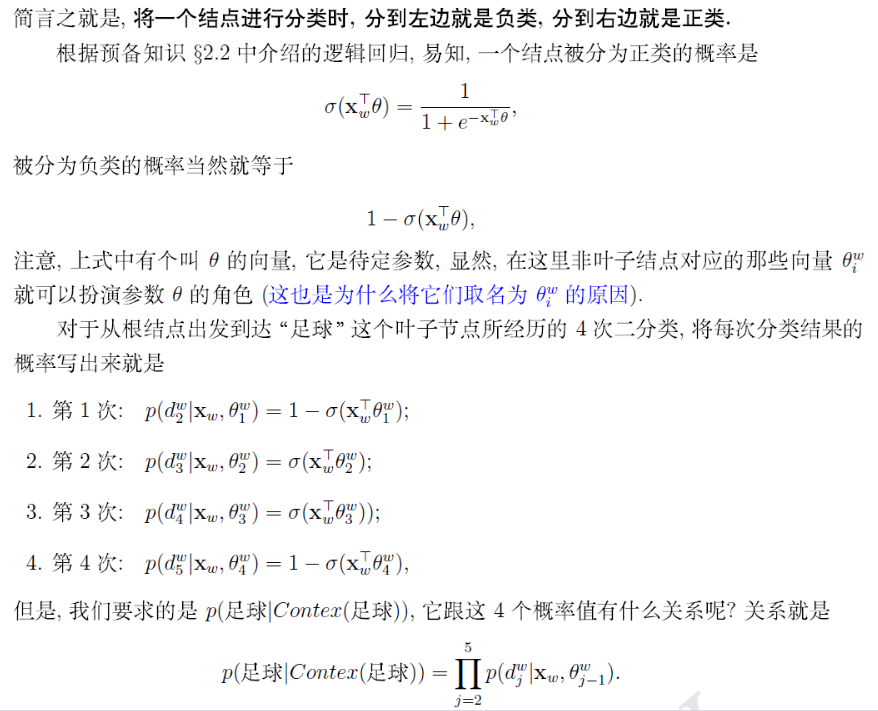 简言之就是, 将一个结点进行分类时, 分到左边就是负类, 分到右边就是正类.
根据预备知识 §2.2 中介绍的逻辑回归, 易知, 一个结点被分为正类的概率是
$\sigma(\mathbf{x}_w^\top \theta) = \frac{1}{1 + e^{-\mathbf{x}_w^\top \theta}},$
被分为负类的概率当然就等于
$1 - \sigma(\mathbf{x}_w^\top \theta),$
注意, 上式中有个叫 $\theta$ 的向量, 它是待定参数, 显然, 在这里非叶子结点对应的那些向量 $\theta_i^w$
就可以扮演参数 $\theta$ 的角色 (这也是为什么将它们取名为 $\theta_i^w$ 的原因).
对于从根结点出发到达 “足球” 这个叶子节点所经历的 4 次二分类, 将每次分类结果的
概率写出来就是
1. 第 1 次: $p(d_2^w|\mathbf{x}_w, \theta_1^w) = 1 - \sigma(\mathbf{x}_w^\top \theta_1^w);$
2. 第 2 次: $p(d_3^w|\mathbf{x}_w, \theta_2^w) = \sigma(\mathbf{x}_w^\top \theta_2^w);$
3. 第 3 次: $p(d_4^w|\mathbf{x}_w, \theta_3^w) = \sigma(\mathbf{x}_w^\top \theta_3^w));$
4. 第 4 次: $p(d_5^w|\mathbf{x}_w, \theta_4^w) = 1 - \sigma(\mathbf{x}_w^\top \theta_4^w),$
但是, 我们要求的是 $p(足球|Contex(足球))$, 它跟这 4 个概率值有什么关系呢? 关系就是
$p(足球|Contex(足球)) = \prod_{j=2}^{5} p(d_j^w|\mathbf{x}_w, \theta_{j-1}^w).$